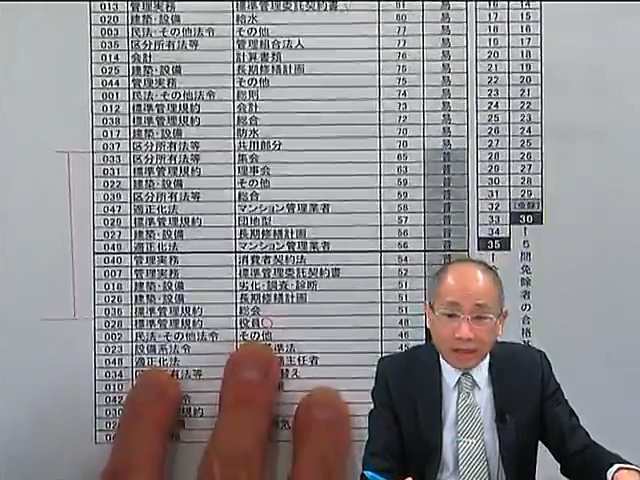 013 管理実務 標準管理委託契約書 80 易 16 14
020 建築・設備 給水 80 易 16 15
003 民法・その他法令 その他 77 易 17 16
035 区分所有法等 管理組合法人 77 易 18 17
014 会計 計算書類 76 易 19 18
025 建築・設備 長期修繕計画 75 易 20 19
044 管理実務 その他 75 易 21 20
001 民法・その他法令 総則 74 易 22 21
012 標準管理規約 会計 73 易 23 22
038 標準管理規約 総合 72 易 24 23
017 建築・設備 防水 70 易 25 24
037 区分所有法等 共用部分 70 易 26 25
033 区分所有法等 集会 65 普 28 26
031 標準管理規約 理事会 63 普 29 27
022 建築・設備 その他 59 普 30 28
039 区分所有法等 総合 59 普 31 29
047 適正化法 マンション管理業者 58 普 32
029 標準管理規約 団地型 57 普 33 30
027 建築・設備 長期修繕計画 56 普 34
049 適正化法 マンション管理業者 56 普 35
040 管理実務 消費者契約法 54
007 管理実務 標準管理委託契約書 52
018 建築・設備 劣化・調査・診断 51
026 建築・設備 長期修繕計画 51
036 標準管理規約 総会 51
028 標準管理規約 役員 48
002 民法・その他法令 その他 46
023 設備系法令
適正化法 主任者
5問免除者の合格